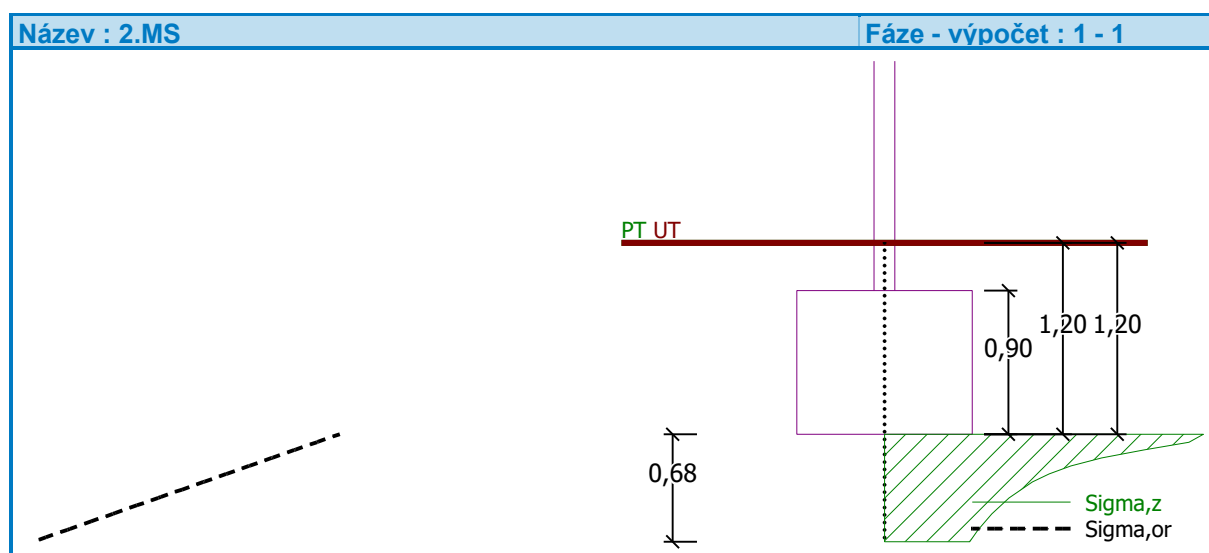 Název : 2.MS
Fáze - výpočet : 1 - 1
PT UT
1,20 1,20
0,90
0,68
Sigma,z
Sigma,or